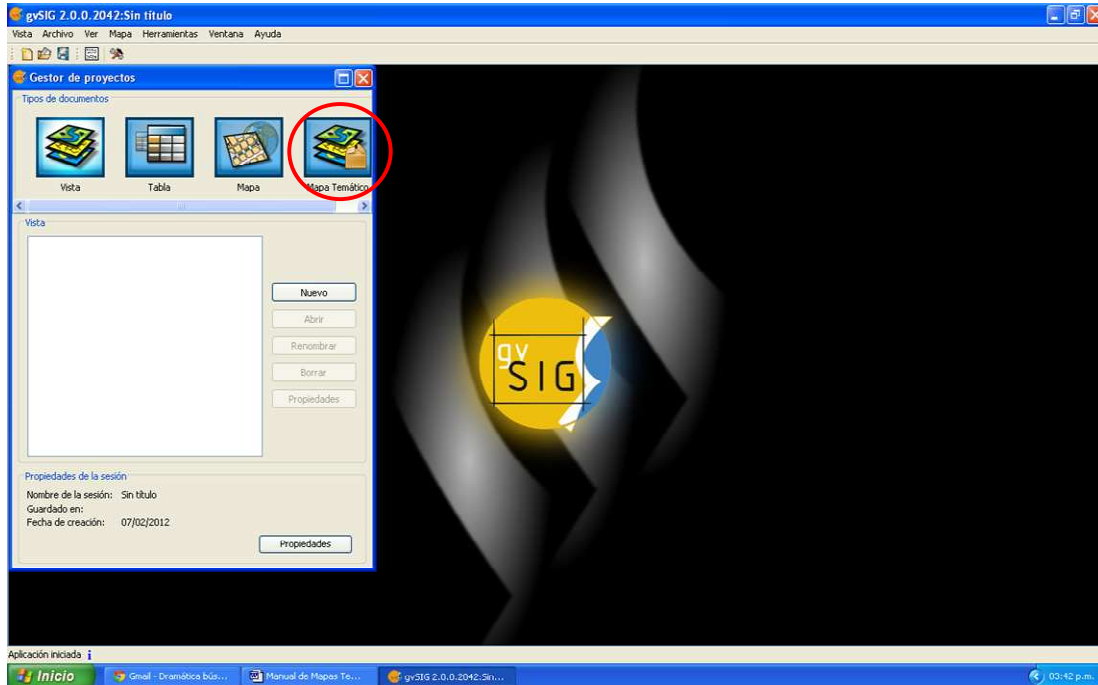 gvSIG 2.0.0.2042:Sin título
Vista Archivo Ver Mapa Herramientas Ventana Ayuda
Gestor de proyectos
Tipos de documentos
Vista Tabla Mapa Mapa Temático
Vista
Nuevo
Abrir
Renombrar
Borrar
Propiedades
Propiedades de la sesión
Nombre de la sesión: Sin título
Guardado en:
Fecha de creación: 07/02/2012
Propiedades
gv
SIG
Aplicación iniciada
Inicio Gmail - Dramática bús... Manual de Mapas Te... gvSIG 2.0.0.2042:Sin... 03:42 p.m.